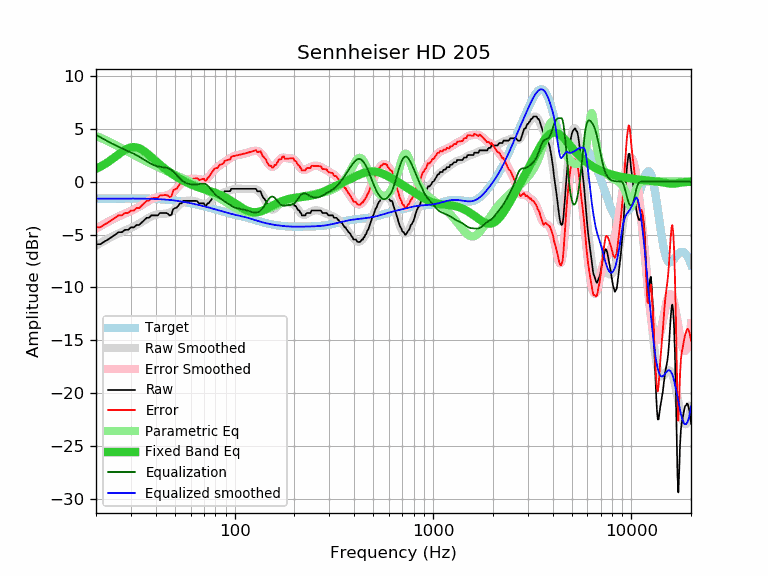 Sennheiser HD 205
Amplitude (dBr)
10
5
0
−5
−10
−15
−20
−25
−30
Target
Raw Smoothed
Error Smoothed
Raw
Error
Parametric Eq
Fixed Band Eq
Equalization
Equalized smoothed
100
1000
10000
Frequency (Hz)